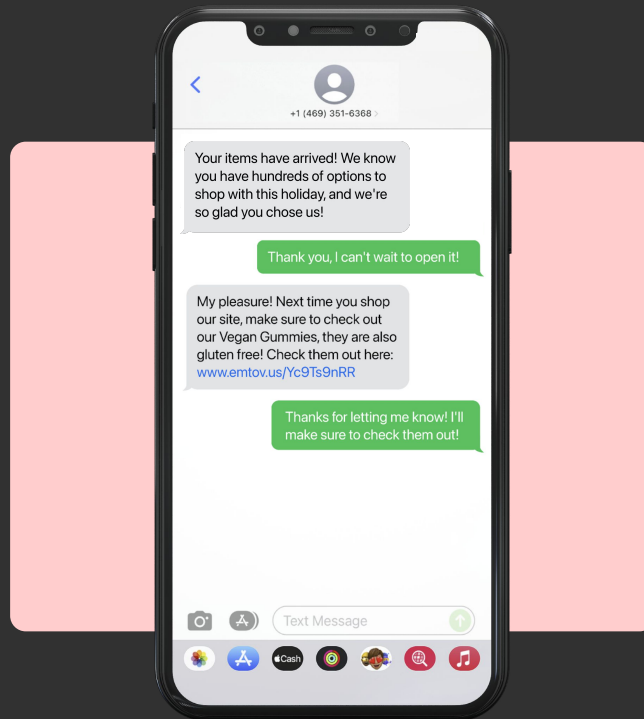 +1 (469) 351-6368 >
Your items have arrived! We know
you have hundreds of options to
shop with this holiday, and we're
so glad you chose us!
Thank you, I can't wait to open it!
My pleasure! Next time you shop
our site, make sure to check out
our Vegan Gummies, they are also
gluten free! Check them out here:
www.emtov.us/Yc9Ts9nRR
Thanks for letting me know! I'll
make sure to check them out!
Text Message
Cash